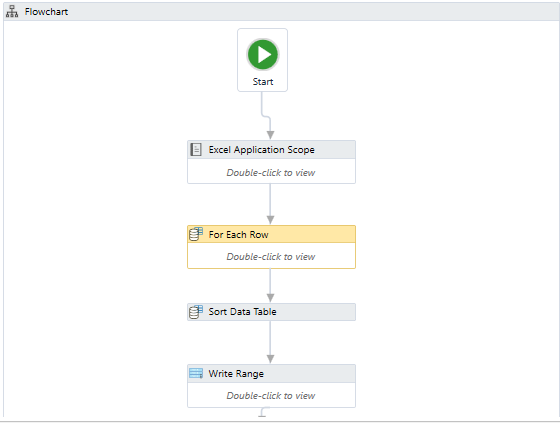 Flowchart
Start
Excel Application Scope
Double-click to view
For Each Row
Double-click to view
Sort Data Table
Write Range
Double-click to view